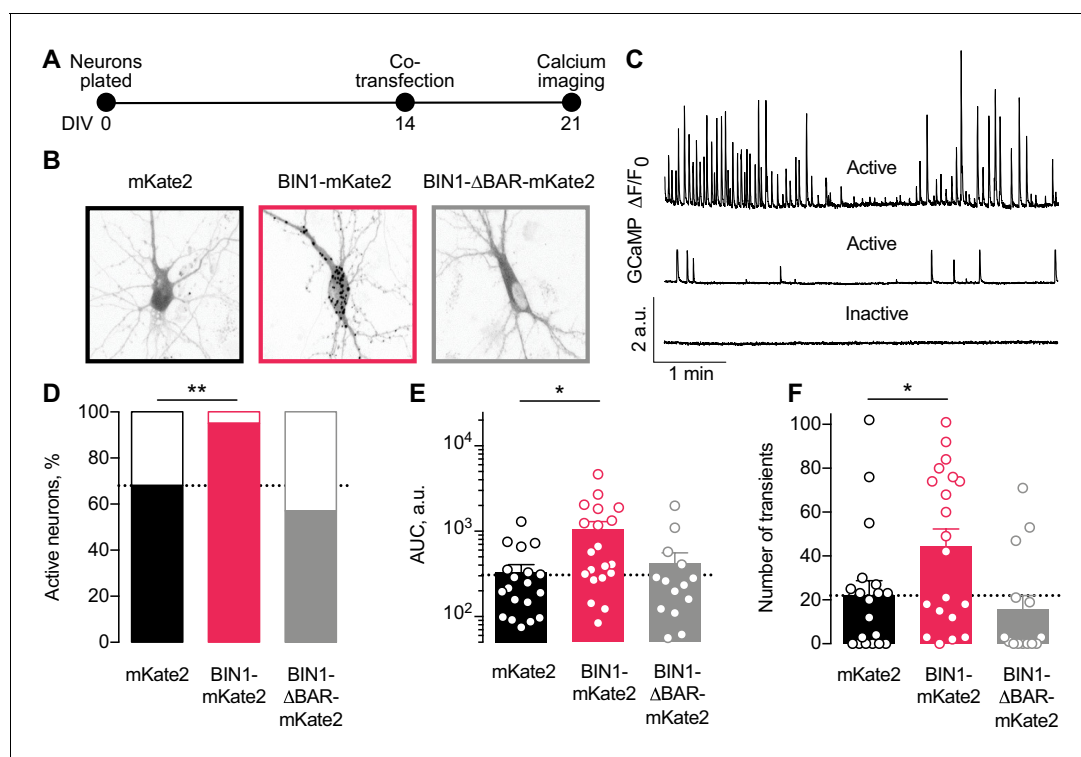 A
Neurons
plated
Co-
transfection
Calcium
imaging
DIV 0
14
21
B
mKate2
BIN1-mKate2
BIN1-ΔBAR-mKate2
C
GCaMP ΔF/F0
Active
Active
Inactive
2 a.u.
1 min
D
**
Active neurons, %
100
80
60
40
20
0
mKate2
BIN1-
mKate2
BIN1-
ΔBAR-
mKate2
E
*
AUC, a.u.
10^4
10^3
10^2
mKate2
BIN1-
mKate2
BIN1-
ΔBAR-
mKate2
F
*
Number of transients
100
80
60
40
20
0
mKate2
BIN1-
mKate2
BIN1-
ΔBAR-
mKate2